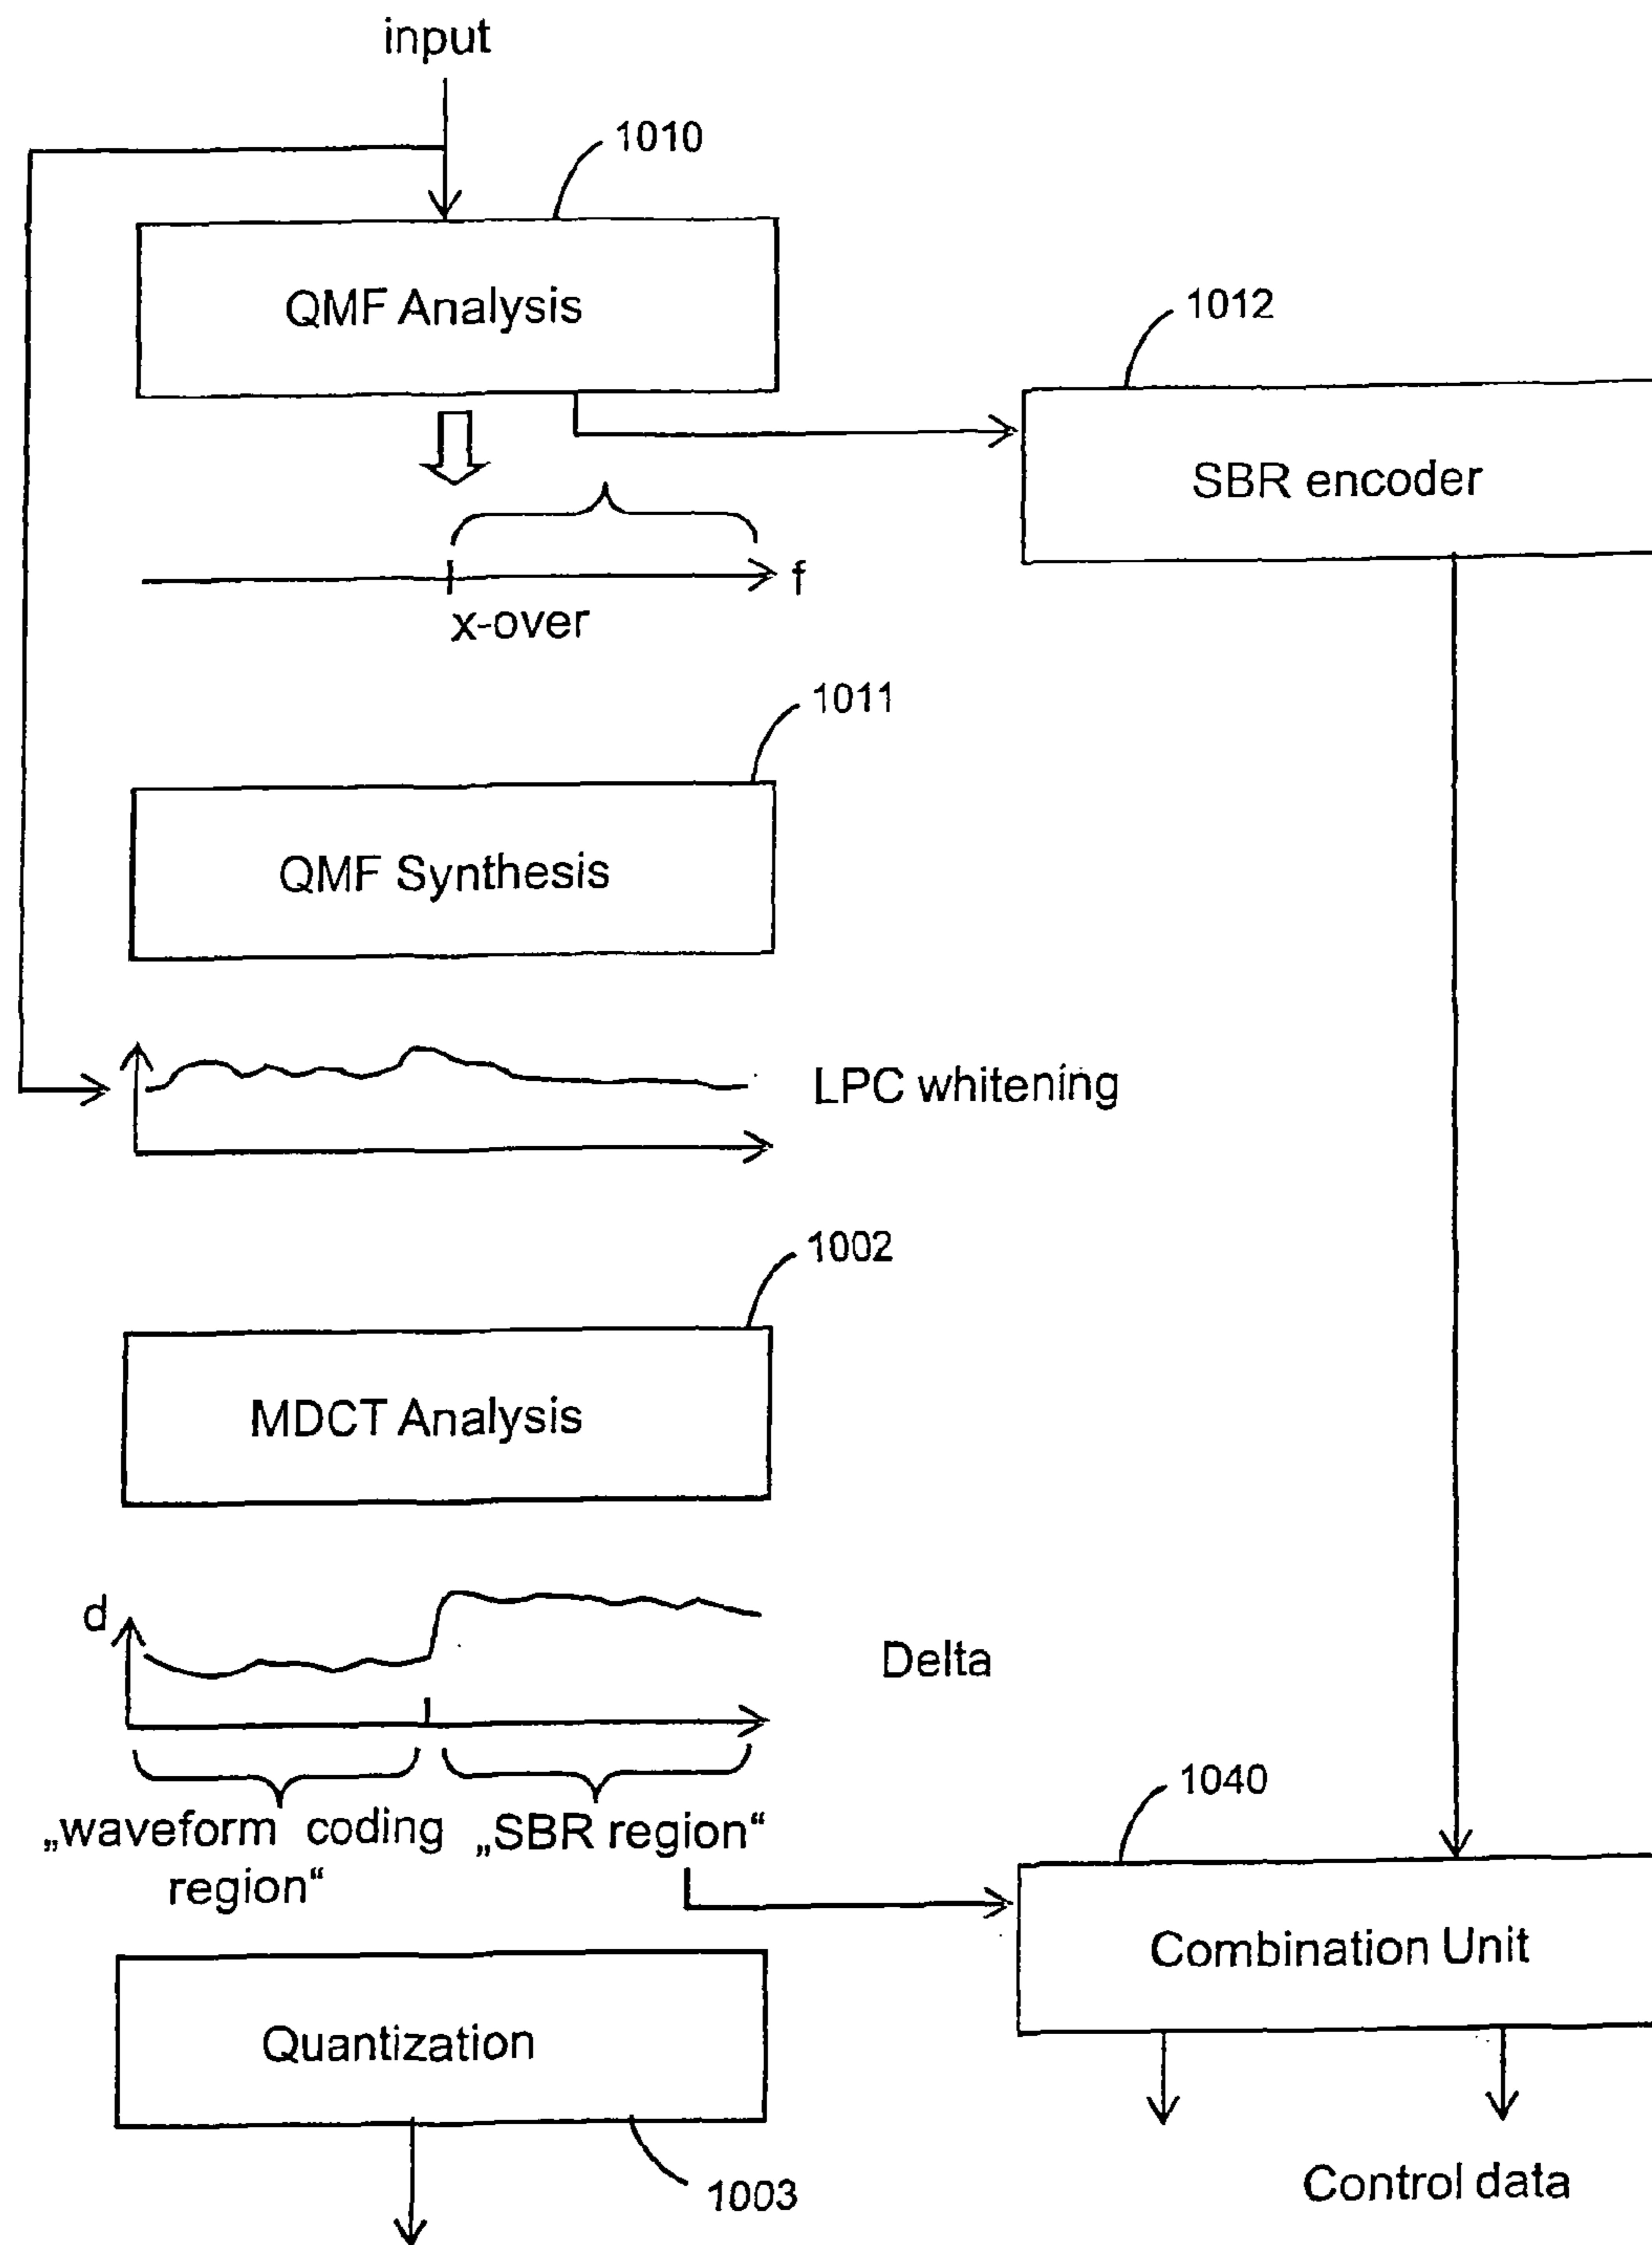 input
1010
QMF Analysis
1012
SBR encoder
f
x-over
1011
QMF Synthesis
LPC whitening
1002
MDCT Analysis
d
Delta
„waveform coding
region“
„SBR region“
1040
Combination Unit
Quantization
1003
Control data